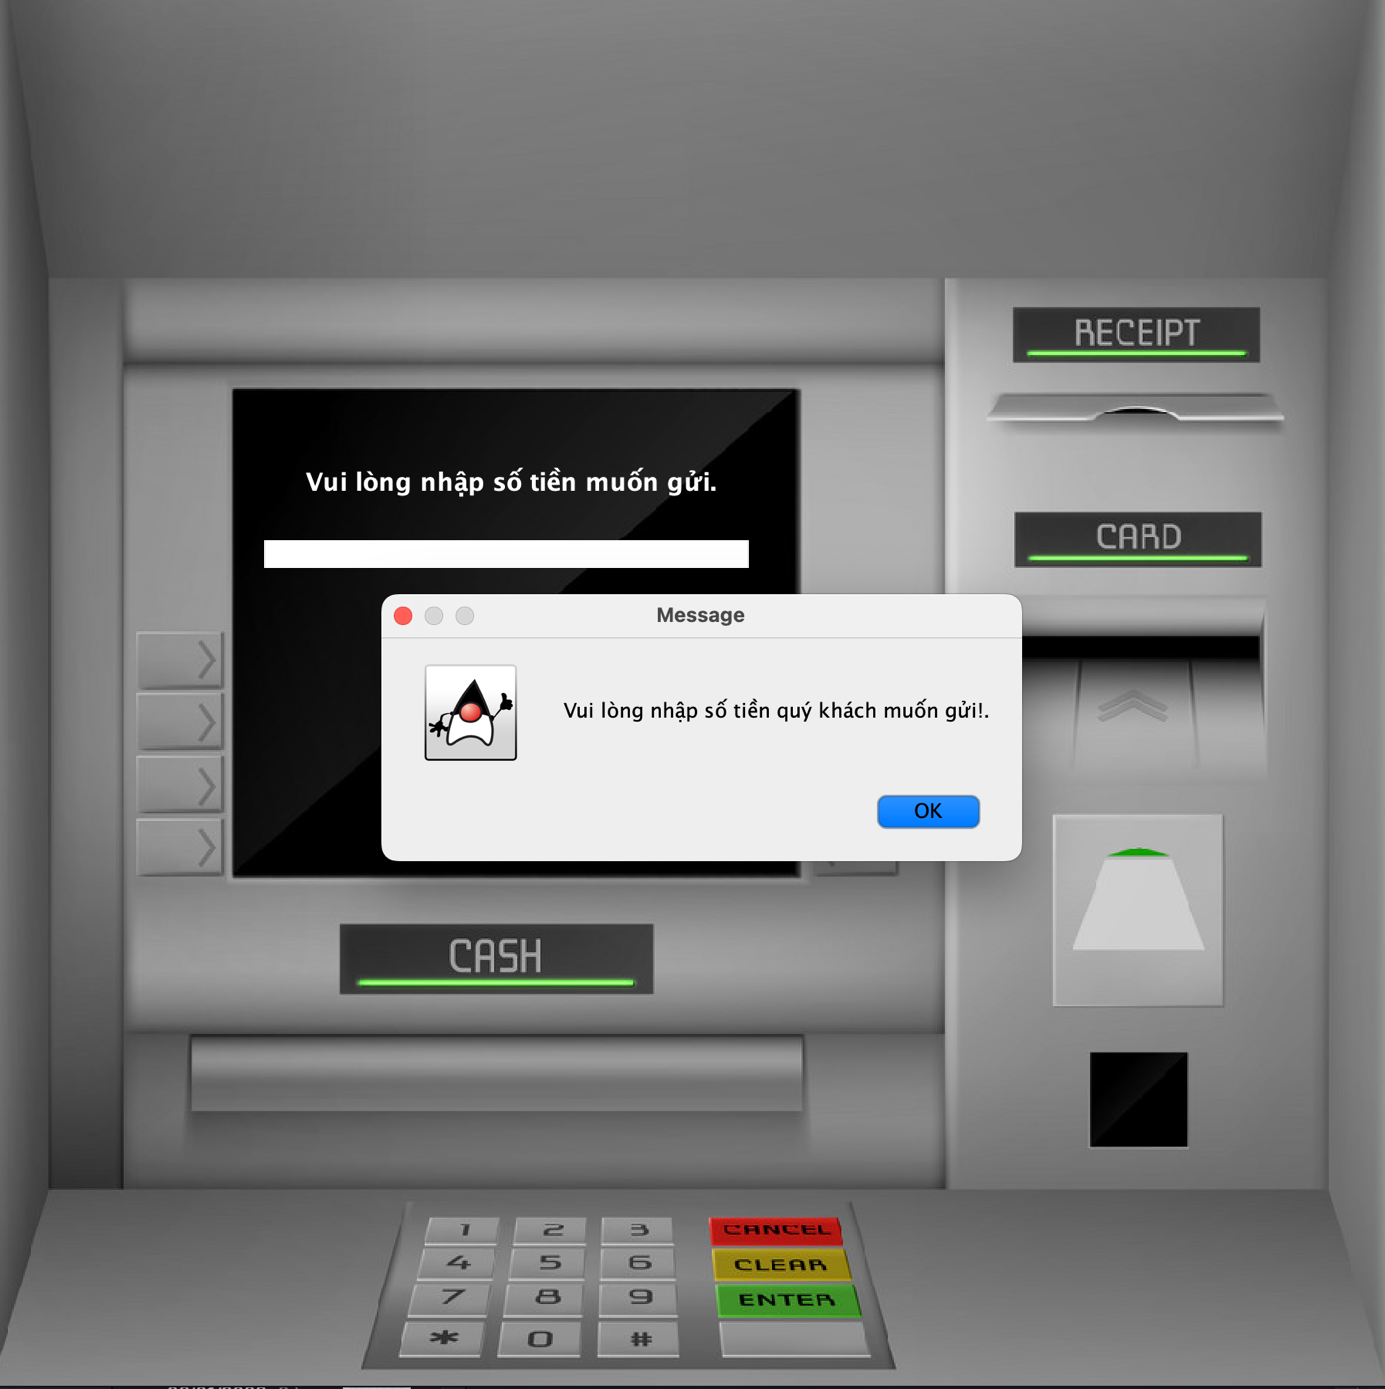 RECEIPT
Vui lòng nhập số tiền muốn gửi.
CARD
Message
Vui lòng nhập số tiền quý khách muốn gửi!.
OK
CASH
1 2 3 CANCEL
4 5 6 CLEAR
7 8 9 ENTER
* 0 #